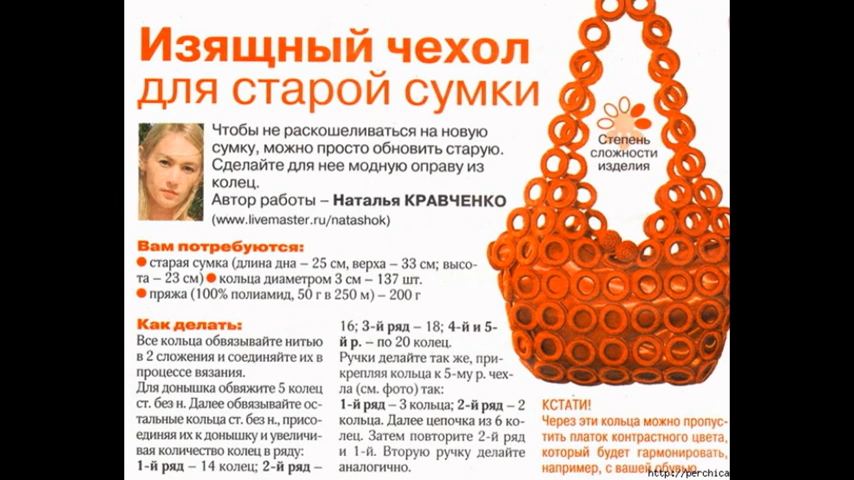 Изящный чехол
для старой сумки
Чтобы не раскошеливаться на новую
сумку, можно просто обновить старую.
Сделайте для нее модную оправу из
колец.
Автор работы – Наталья КРАВЧЕНКО
(www.livemaster.ru/natashok)
Степень
сложности
изделия
Вам потребуются:
старая сумка (длина дна – 25 см, верха – 33 см; высо-
та – 23 см) кольца диаметром 3 см – 137 шт.
пряжа (100% полиамид, 50 г в 250 м) – 200 г
Как делать:
Все кольца обвязывайте нитью
в 2 сложения и соединяйте их в
процессе вязания.
Для донышка обвяжите 5 колец
ст. без н. Далее обвязывайте ос-
тальные кольца ст. без н., присо-
единяя их к донышку и увеличи-
вая количество колец в ряду:
1-й ряд – 14 колец; 2-й ряд –
16; 3-й ряд – 18; 4-й и 5-
й р. – по 20 колец.
Ручки делайте так же, при-
крепляя кольца к 5-му р. чех-
ла (см. фото) так:
1-й ряд – 3 кольца; 2-й ряд – 2
кольца. Далее цепочка из 6 ко-
лец. Затем повторите 2-й ряд
и 1-й. Вторую ручку делайте
аналогично.
КСТАТИ!
Через эти кольца можно пропус-
тить платок контрастного цвета,
который будет гармонировать,
например, с вашей обувью.
http://perchica